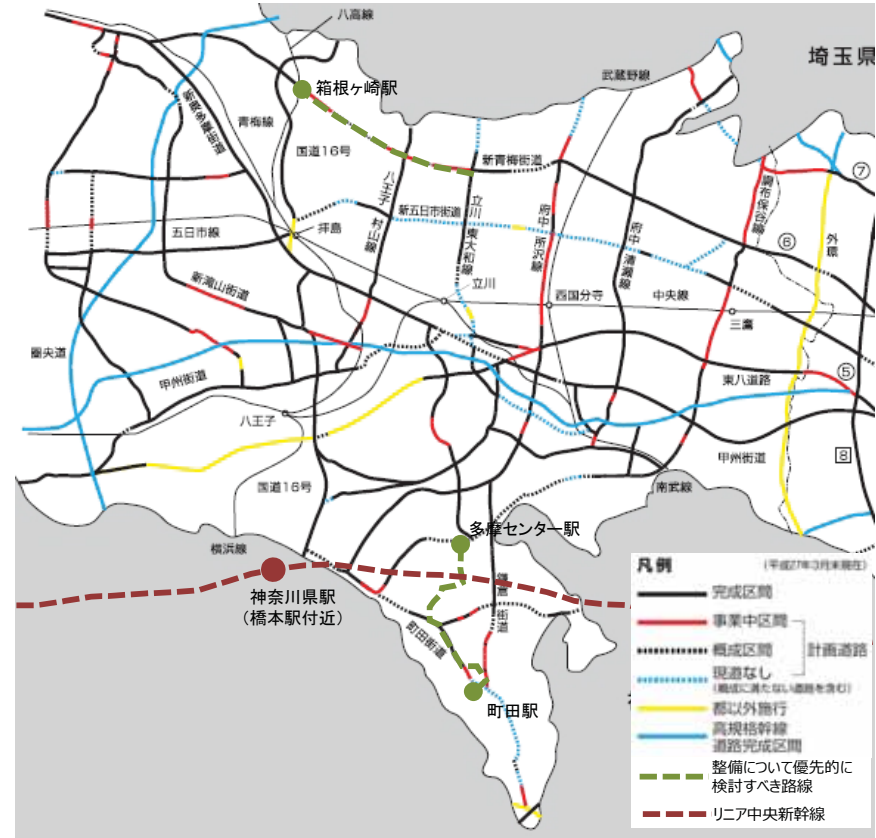 八高線
埼玉県
武蔵野線
箱根ヶ崎駅
新奥多摩街道
青梅線
国道16号
新青梅街道
⑦
八王子村山線
立川東大和線
新五日市街道
府中所沢線
府中清瀬線
調布保谷線
外環
⑥
五日市線
拝島
新滝山街道
立川
西国分寺
中央線
三鷹
圏央道
甲州街道
東八道路
⑤
八王子
甲州街道
8
国道16号
南武線
多摩センター駅
横浜線
神奈川県駅
(橋本駅付近)
鎌倉街道
町田街道
町田駅
凡例
(平成27年3月末現在)
完成区間
事業中区間
概成区間
計画道路
現道なし
(概成に満たない道路を含む)
都以外施行
高規格幹線
道路完成区間
整備について優先的に
検討すべき路線
リニア中央新幹線